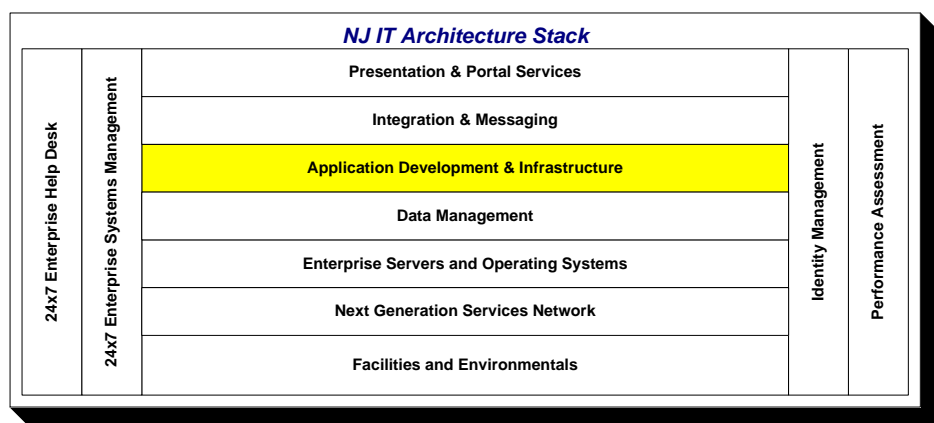 NJ IT Architecture Stack
24x7 Enterprise Help Desk
24x7 Enterprise Systems Management
Presentation & Portal Services
Integration & Messaging
Application Development & Infrastructure
Data Management
Enterprise Servers and Operating Systems
Next Generation Services Network
Facilities and Environmentals
Identity Management
Performance Assessment